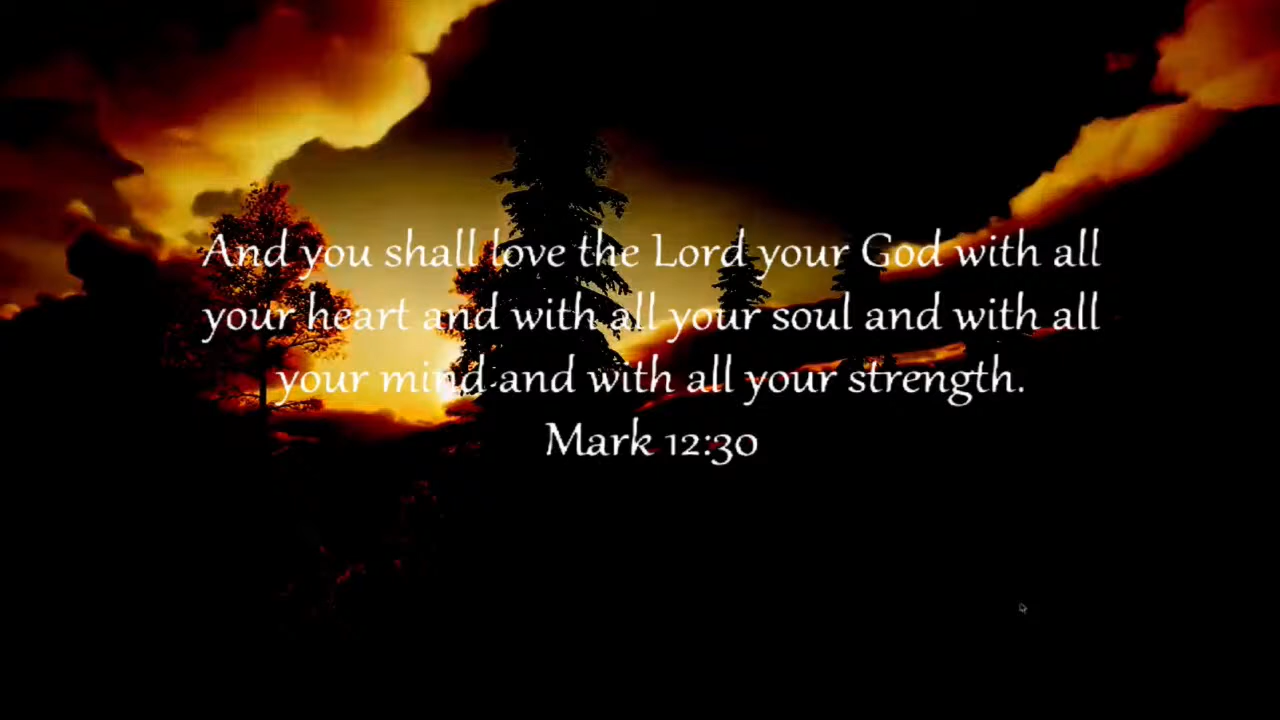 And you shall love the Lord your God with all
your heart and with all your soul and with all
your mind and with all your strength.
Mark 12:30